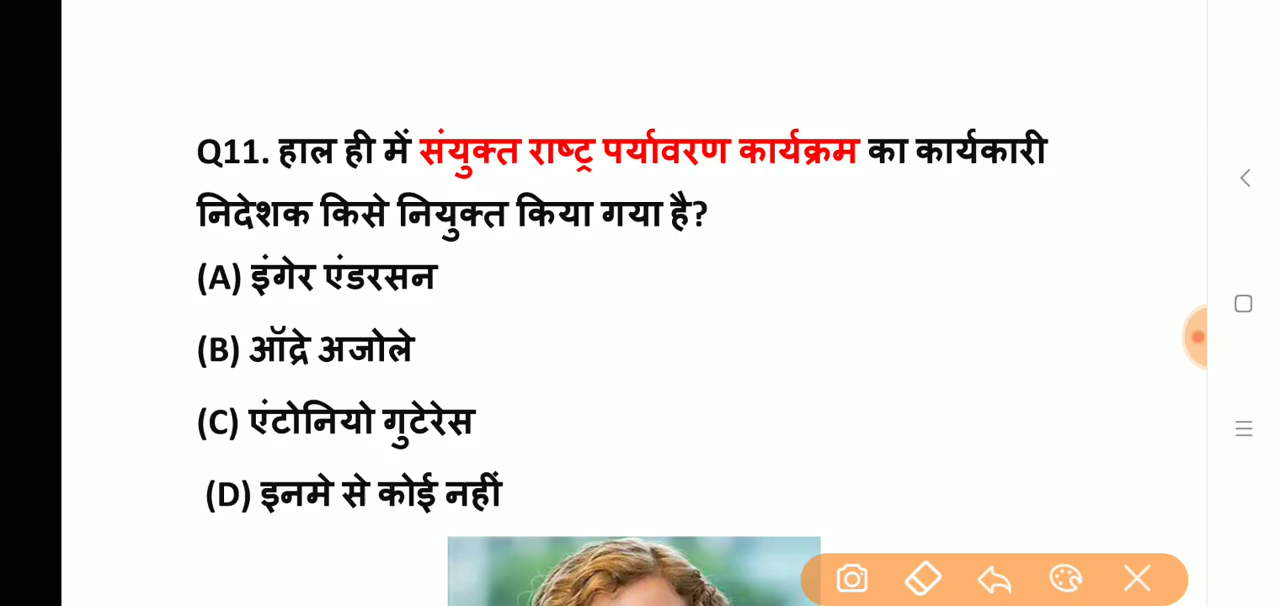 Q11. हाल ही में संयुक्त राष्ट्र पर्यावरण कार्यक्रम का कार्यकारी
निदेशक किसे नियुक्त किया गया है?
(A) इंगेर एंडरसन
(B) ऑद्रे अजोले
(C) एंटोनियो गुटेरेस
(D) इनमे से कोई नहीं